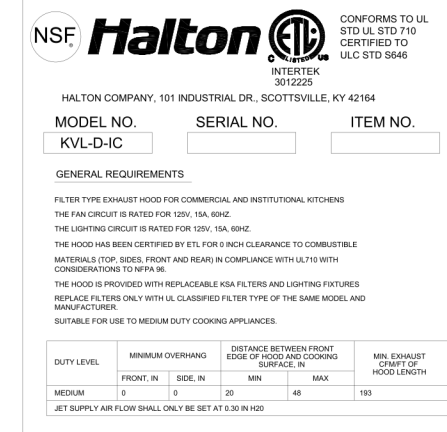 NSF
Halton
ETL
C LISTED US
INTERTEK
3012225
CONFORMS TO UL
STD UL STD 710
CERTIFIED TO
ULC STD S646
HALTON COMPANY, 101 INDUSTRIAL DR., SCOTTSVILLE, KY 42164
MODEL NO. SERIAL NO. ITEM NO.
KVL-D-IC
GENERAL REQUIREMENTS
FILTER TYPE EXHAUST HOOD FOR COMMERCIAL AND INSTITUTIONAL KITCHENS
THE FAN CIRCUIT IS RATED FOR 125V, 15A, 60HZ.
THE LIGHTING CIRCUIT IS RATED FOR 125V, 15A, 60HZ.
THE HOOD HAS BEEN CERTIFIED BY ETL FOR 0 INCH CLEARANCE TO COMBUSTIBLE
MATERIALS (TOP, SIDES, FRONT AND REAR) IN COMPLIANCE WITH UL710 WITH
CONSIDERATIONS TO NFPA 96.
THE HOOD IS PROVIDED WITH REPLACEABLE KSA FILTERS AND LIGHTING FIXTURES
REPLACE FILTERS ONLY WITH UL CLASSIFIED FILTER TYPE OF THE SAME MODEL AND
MANUFACTURER.
SUITABLE FOR USE TO MEDIUM DUTY COOKING APPLIANCES.
DUTY LEVEL
MINIMUM OVERHANG
FRONT, IN SIDE, IN
DISTANCE BETWEEN FRONT
EDGE OF HOOD AND COOKING
SURFACE, IN
MIN MAX
MIN. EXHAUST
CFM/FT OF
HOOD LENGTH
MEDIUM 0 0 20 48 193
JET SUPPLY AIR FLOW SHALL ONLY BE SET AT 0.30 IN H20